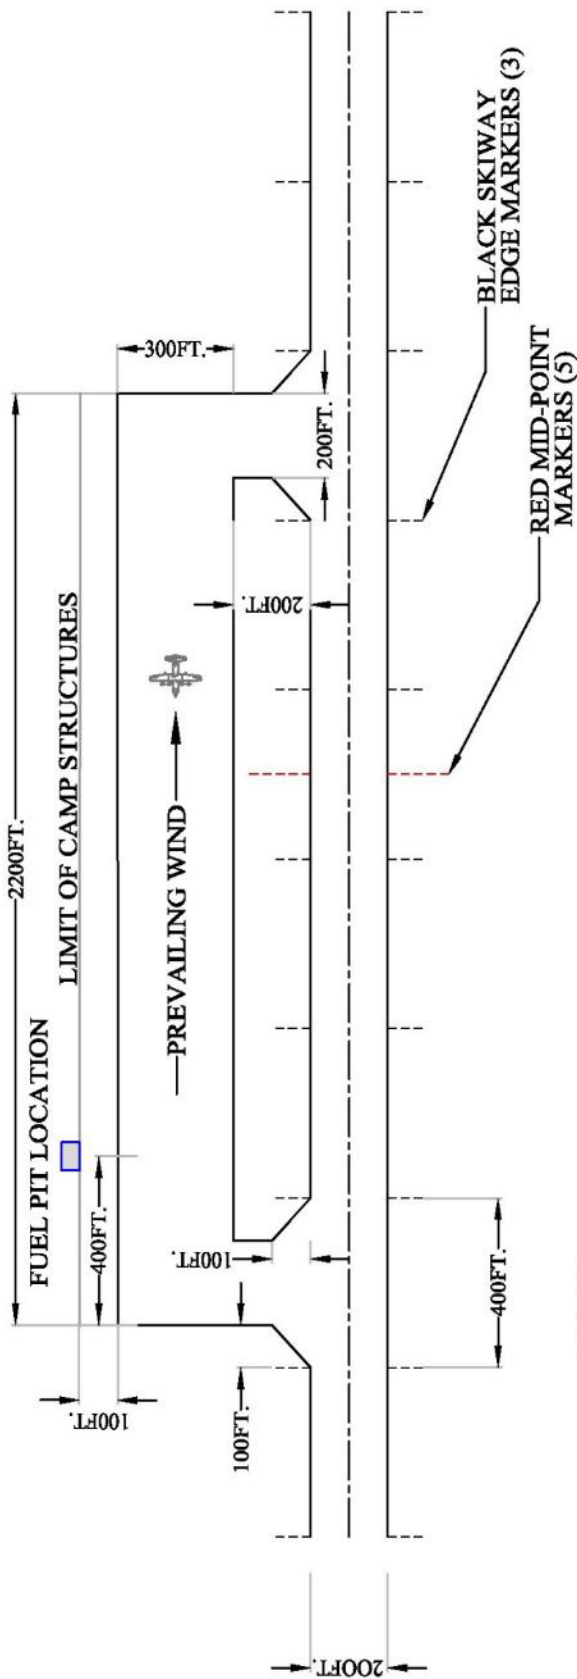 2200FT.
FUEL PIT LOCATION
LIMIT OF CAMP STRUCTURES
400FT.
100FT.
PREVAILING WIND
300FT.
100FT.
200FT.
200FT.
100FT.
400FT.
200FT.
BLACK SKIWAY
EDGE MARKERS (3)
RED MID-POINT
MARKERS (5)